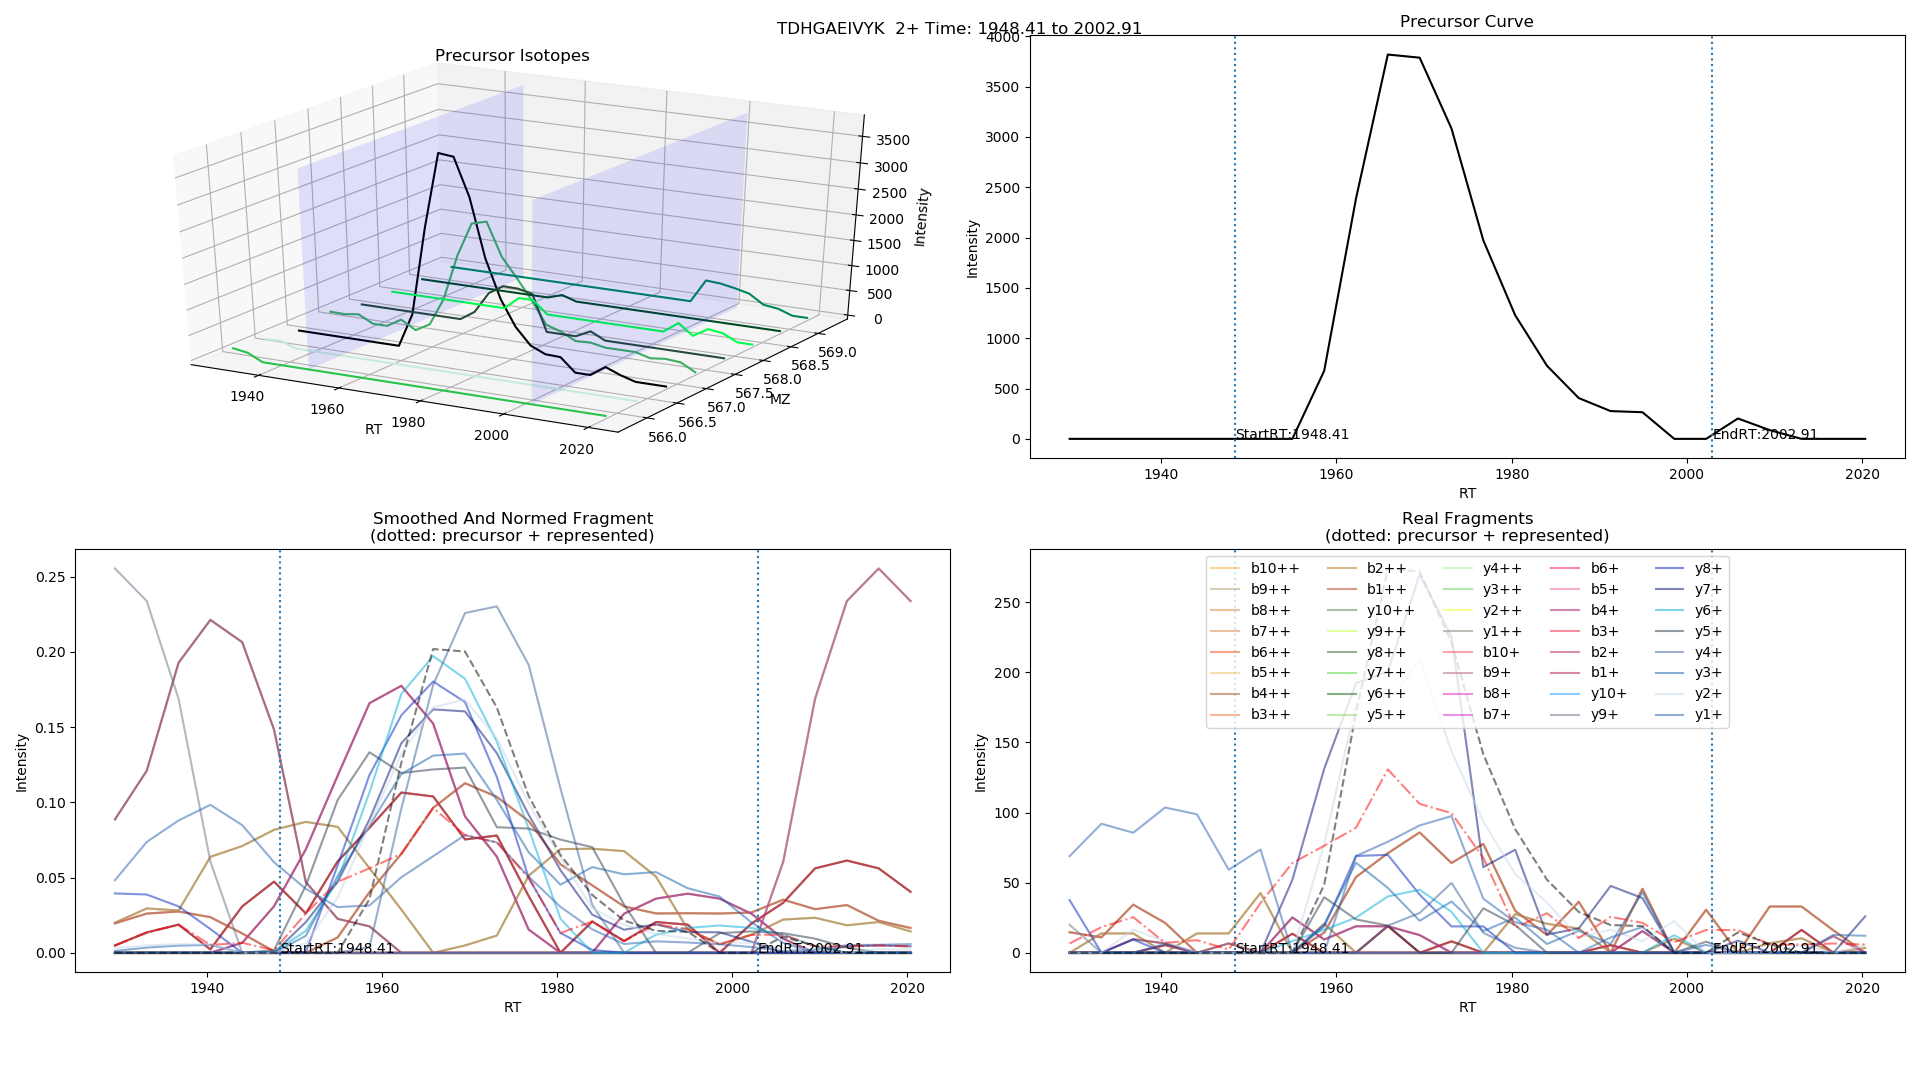 TDHGAEIVYK  2+ Time: 1948.41 to 2002.91
Precursor Isotopes
3500
3000
2500
2000
1500
1000
500
0
Intensity
569.0
568.5
568.0
567.5
567.0
566.5
566.0
MZ
1940
1960
1980
2000
2020
RT
Precursor Curve
4000
3500
3000
2500
2000
1500
1000
500
0
Intensity
StartRT:1948.41
EndRT:2002.91
1940 1960 1980 2000 2020
RT
Smoothed And Normed Fragment
(dotted: precursor + represented)
0.25
0.20
0.15
0.10
0.05
0.00
Intensity
StartRT:1948.41
EndRT:2002.91
1940 1960 1980 2000 2020
RT
Real Fragments
(dotted: precursor + represented)
b10++ b2++ y4++ b6+ y8+
b9++ b1++ y3++ b5+ y7+
b8++ y10++ y2++ b4+ y6+
b7++ y9++ y1++ b3+ y5+
b6++ y8++ b10+ b2+ y4+
b5++ y7++ b9+ b1+ y3+
b4++ y6++ b8+ y10+ y2+
b3++ y5++ b7+ y9+ y1+
250
200
150
100
50
0
Intensity
StartRT:1948.41
EndRT:2002.91
1940 1960 1980 2000 2020
RT